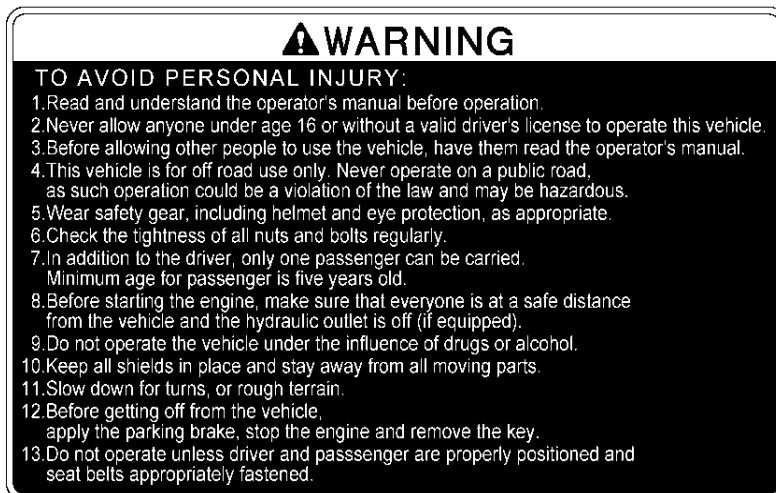 WARNING
TO AVOID PERSONAL INJURY:
1.Read and understand the operator's manual before operation.
2.Never allow anyone under age 16 or without a valid driver's license to operate this vehicle.
3.Before allowing other people to use the vehicle, have them read the operator's manual.
4.This vehicle is for off road use only. Never operate on a public road,
as such operation could be a violation of the law and may be hazardous.
5.Wear safety gear, including helmet and eye protection, as appropriate.
6.Check the tightness of all nuts and bolts regularly.
7.In addition to the driver, only one passenger can be carried.
Minimum age for passenger is five years old.
8.Before starting the engine, make sure that everyone is at a safe distance
from the vehicle and the hydraulic outlet is off (if equipped).
9.Do not operate the vehicle under the influence of drugs or alcohol.
10.Keep all shields in place and stay away from all moving parts.
11.Slow down for turns, or rough terrain.
12.Before getting off from the vehicle,
apply the parking brake, stop the engine and remove the key.
13.Do not operate unless driver and passsenger are properly positioned and
seat belts appropriately fastened.